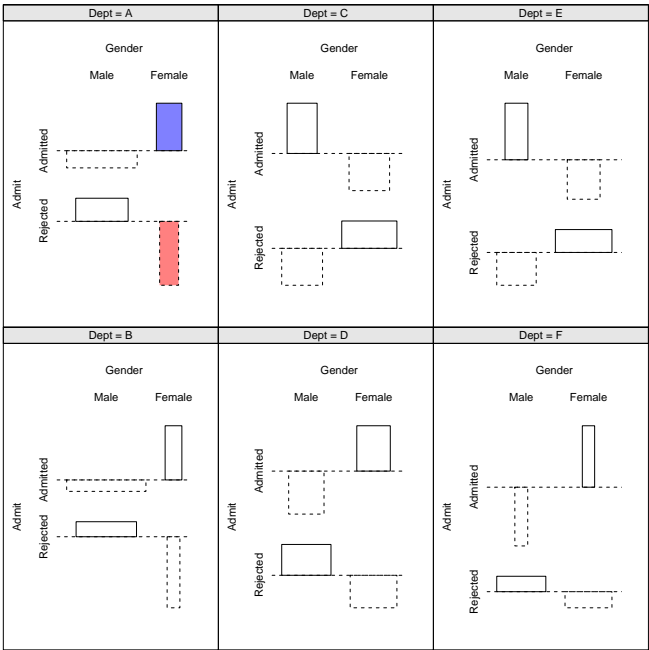 Dept = A
Gender
Male Female
Admit
Admitted
Rejected
Dept = C
Gender
Male Female
Admit
Admitted
Rejected
Dept = E
Gender
Male Female
Admit
Admitted
Rejected
Dept = B
Gender
Male Female
Admit
Admitted
Rejected
Dept = D
Gender
Male Female
Admit
Admitted
Rejected
Dept = F
Gender
Male Female
Admit
Admitted
Rejected